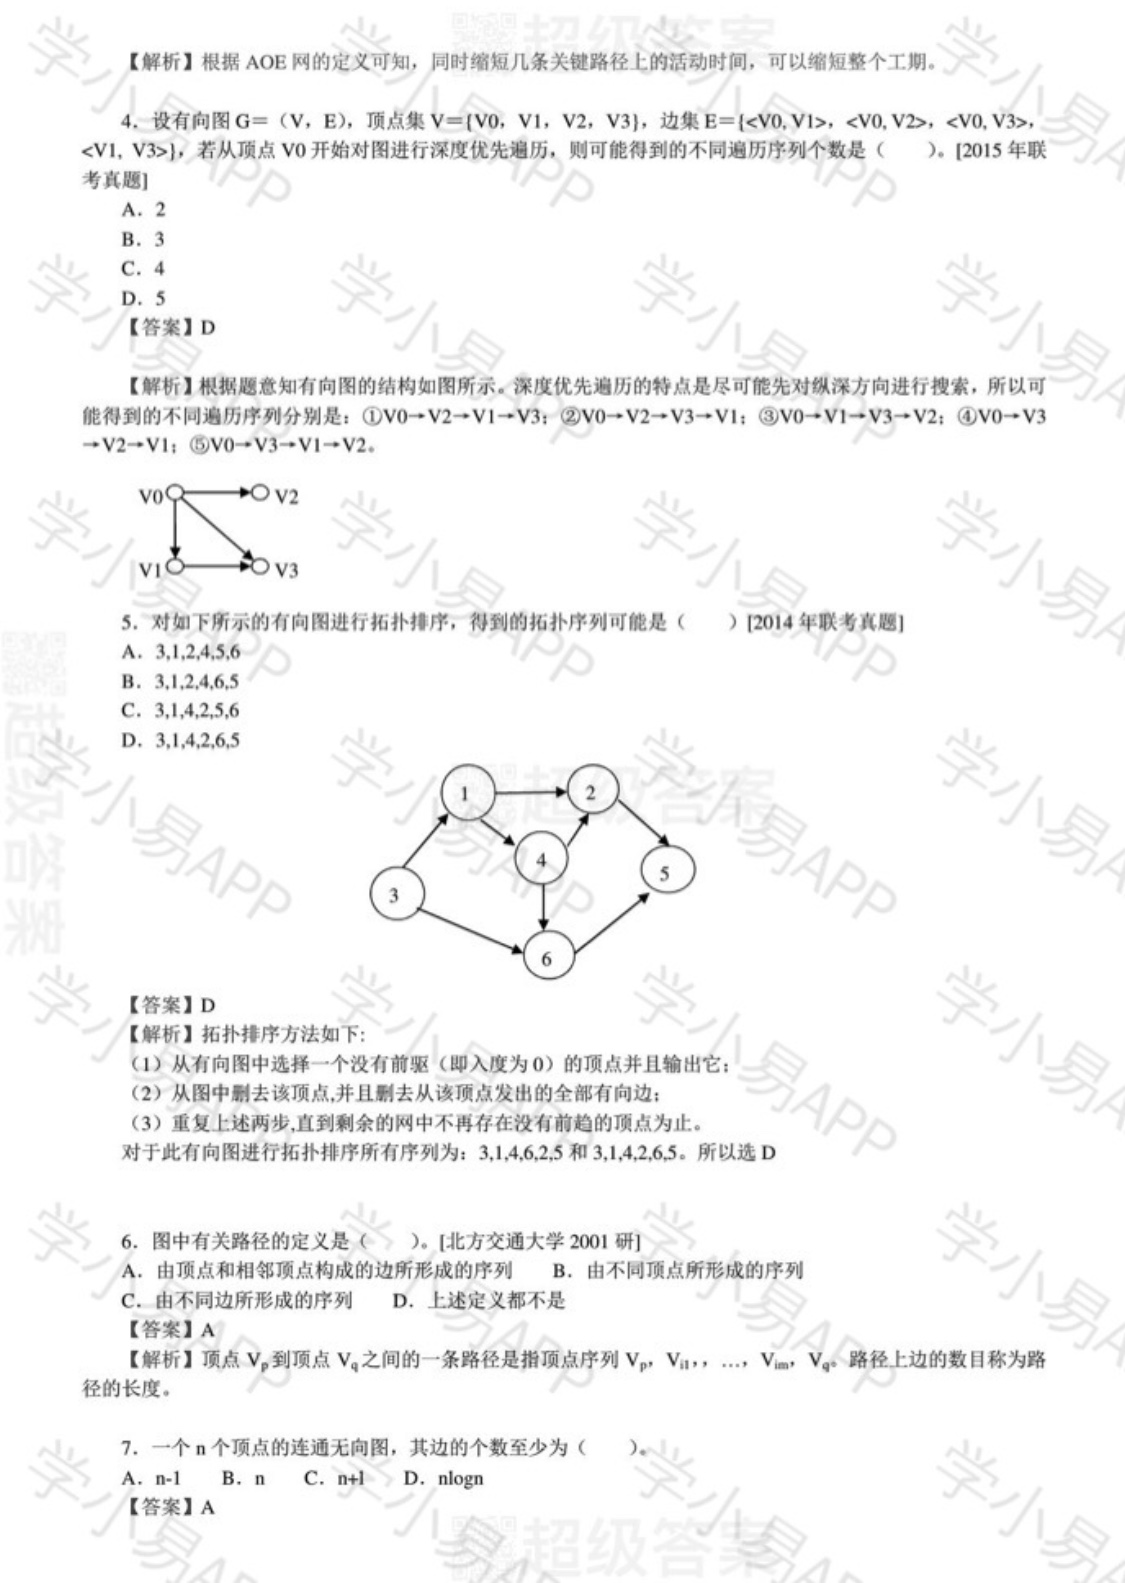 【解析】根据 AOE 网的定义可知，同时缩短几条关键路径上的活动时间，可以缩短整个工期。
4．设有向图 G＝（V，E），顶点集 V＝{V0，V1，V2，V3}，边集 E＝{<V0, V1>，<V0, V2>，<V0, V3>，
<V1, V3>}，若从顶点 V0 开始对图进行深度优先遍历，则可能得到的不同遍历序列个数是（　　）。[2015 年联
考真题]
A．2
B．3
C．4
D．5
【答案】D
【解析】根据题意知有向图的结构如图所示。深度优先遍历的特点是尽可能先对纵深方向进行搜索，所以可
能得到的不同遍历序列分别是：①V0→V2→V1→V3；②V0→V2→V3→V1；③V0→V1→V3→V2；④V0→V3
→V2→V1；⑤V0→V3→V1→V2。
V0 V2
V1 V3
5．对如下所示的有向图进行拓扑排序，得到的拓扑序列可能是（　　）[2014 年联考真题]
A．3,1,2,4,5,6
B．3,1,2,4,6,5
C．3,1,4,2,5,6
D．3,1,4,2,6,5
1 2
4
5
3
6
【答案】D
【解析】拓扑排序方法如下:
（1）从有向图中选择一个没有前驱（即入度为 0）的顶点并且输出它；
（2）从图中删去该顶点,并且删去从该顶点发出的全部有向边；
（3）重复上述两步,直到剩余的网中不再存在没有前趋的顶点为止。
对于此有向图进行拓扑排序所有序列为：3,1,4,6,2,5 和 3,1,4,2,6,5。所以选 D
6．图中有关路径的定义是（　　）。[北方交通大学 2001 研]
A．由顶点和相邻顶点构成的边所形成的序列　　B．由不同顶点所形成的序列
C．由不同边所形成的序列　　D．上述定义都不是
【答案】A
【解析】顶点 Vp 到顶点 Vq 之间的一条路径是指顶点序列 Vp，Vi1，，…，Vim，Vq。路径上边的数目称为路
径的长度。
7．一个 n 个顶点的连通无向图，其边的个数至少为（　　）。
A．n-1　　B．n　　C．n+l　　D．nlogn
【答案】A
学小易APP
超级答案